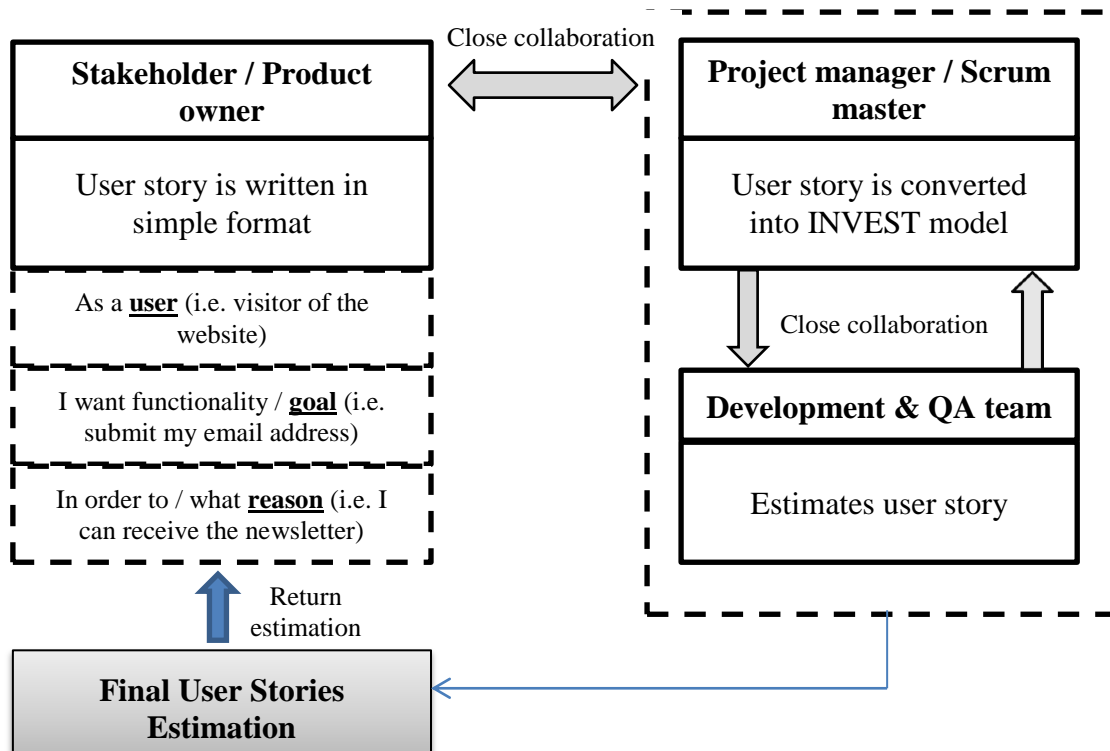 Close collaboration
Stakeholder / Product
owner
User story is written in
simple format
As a user (i.e. visitor of the
website)
I want functionality / goal (i.e.
submit my email address)
In order to / what reason (i.e. I
can receive the newsletter)
Project manager / Scrum
master
User story is converted
into INVEST model
Close collaboration
Development & QA team
Estimates user story
Return
estimation
Final User Stories
Estimation